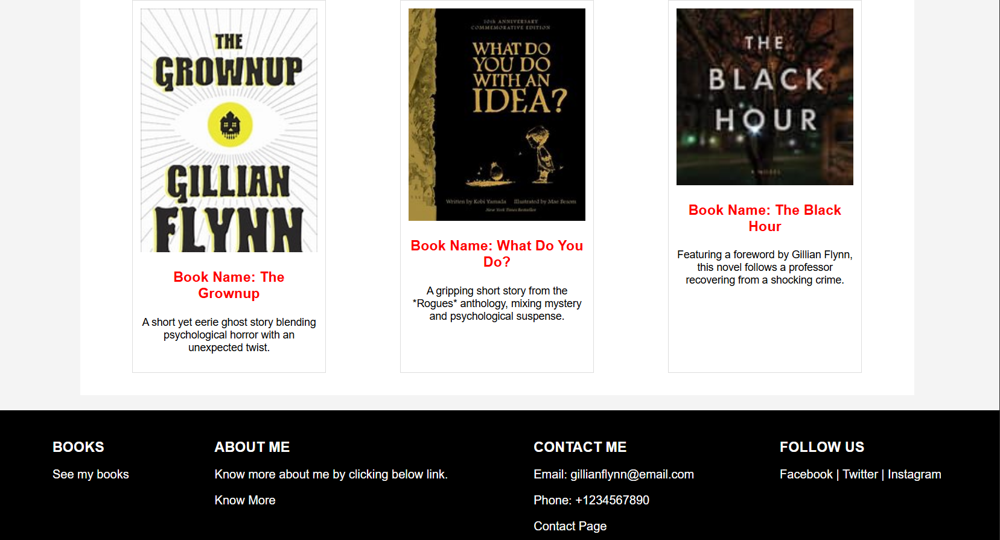 THE
GROWNUP
GILLIAN
FLYNN
Book Name: The
Grownup
A short yet eerie ghost story blending
psychological horror with an
unexpected twist.
10th ANNIVERSARY
COMMEMORATIVE EDITION
WHAT DO
YOU DO
WITH AN
IDEA?
Written by Kobi Yamada Illustrated by Mae Besom
New York Times Bestseller
Book Name: What Do You
Do?
A gripping short story from the
*Rogues* anthology, mixing mystery
and psychological suspense.
THE
BLACK
HOUR
A NOVEL
Book Name: The Black
Hour
Featuring a foreword by Gillian Flynn,
this novel follows a professor
recovering from a shocking crime.
BOOKS
See my books
ABOUT ME
Know more about me by clicking below link.
Know More
CONTACT ME
Email: gillianflynn@email.com
Phone: +1234567890
Contact Page
FOLLOW US
Facebook | Twitter | Instagram